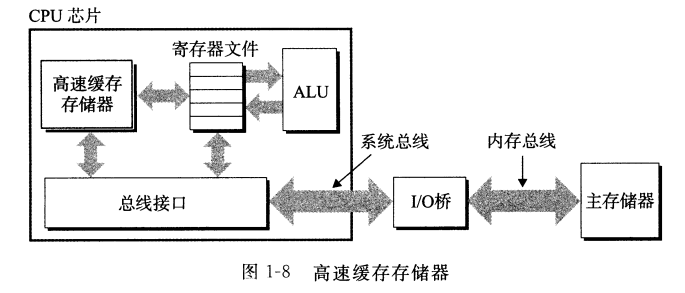 CPU 芯片
寄存器文件
高速缓存
存储器
ALU
系统总线
内存总线
总线接口
I/O桥
主存储器
图 1-8 高速缓存存储器